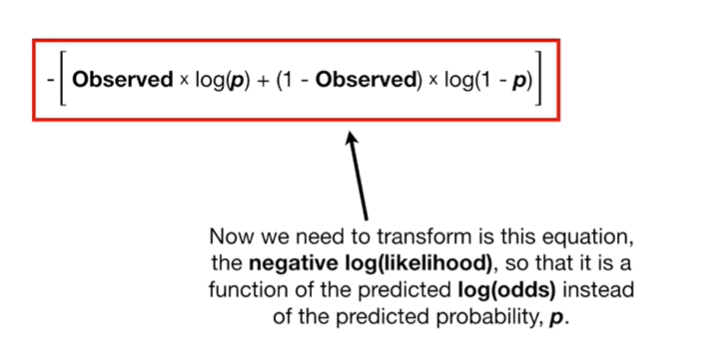 -[ Observed × log(p) + (1 - Observed) × log(1 - p) ]
Now we need to transform is this equation,
the negative log(likelihood), so that it is a
function of the predicted log(odds) instead
of the predicted probability, p.